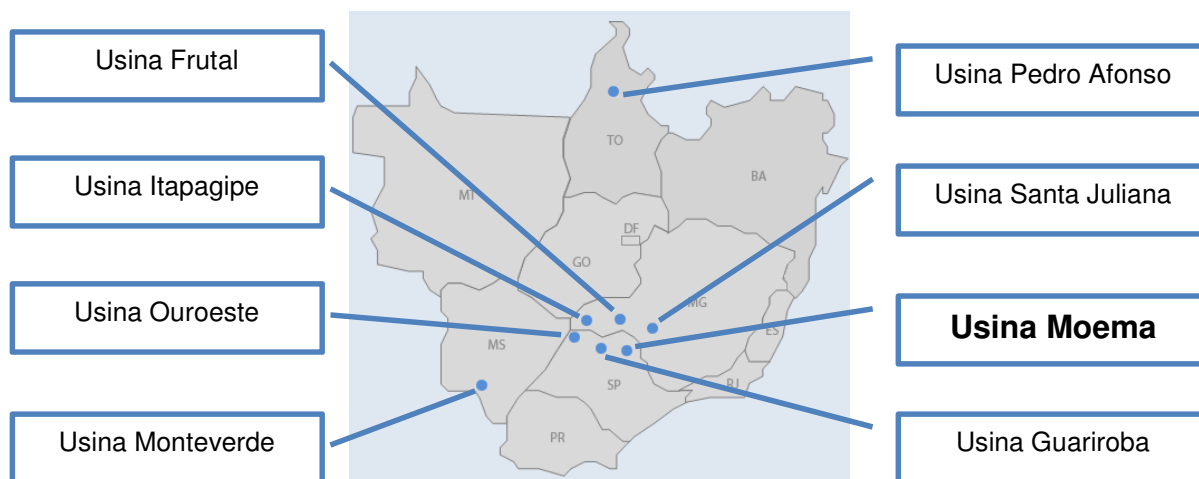 Usina Frutal
Usina Itapagipe
Usina Ouroeste
Usina Monteverde
TO
MT
BA
DF
GO
MG
MS
ES
SP
RJ
PR
Usina Pedro Afonso
Usina Santa Juliana
Usina Moema
Usina Guariroba